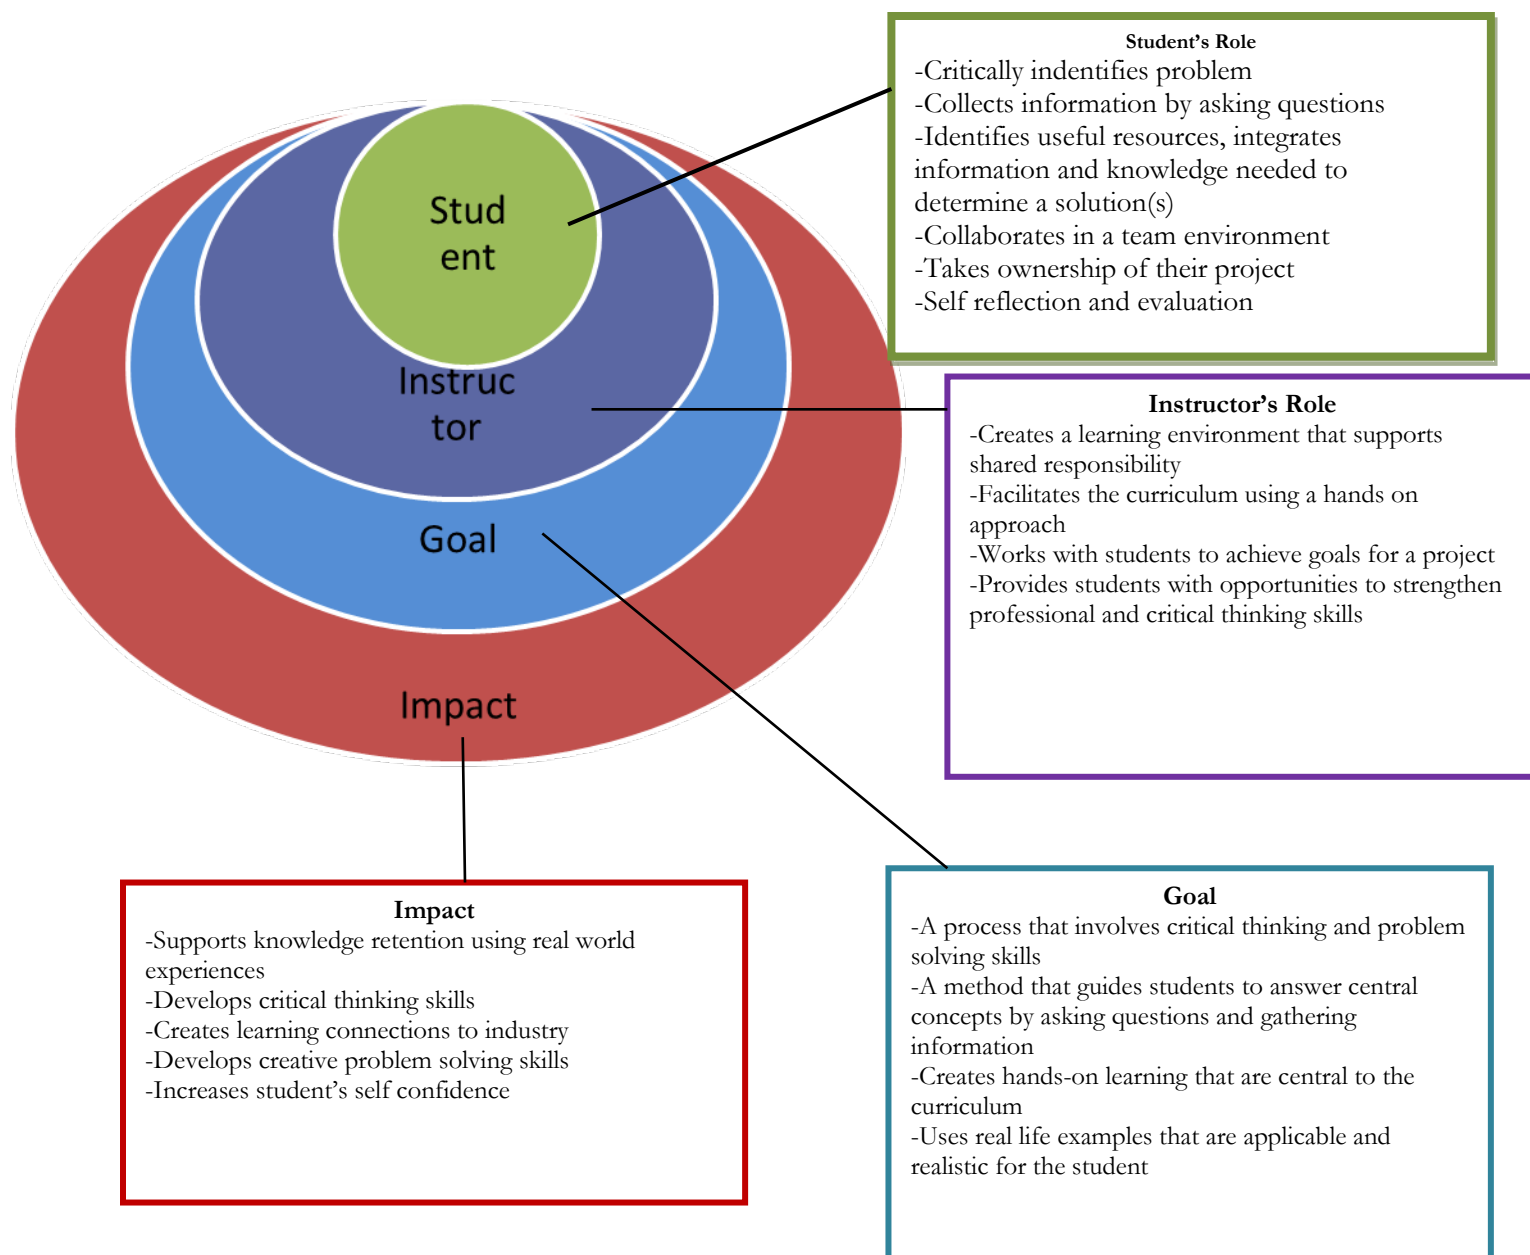 Stud
ent
Instruc
tor
Goal
Impact
Student’s Role
-Critically indentifies problem
-Collects information by asking questions
-Identifies useful resources, integrates
information and knowledge needed to
determine a solution(s)
-Collaborates in a team environment
-Takes ownership of their project
-Self reflection and evaluation
Instructor’s Role
-Creates a learning environment that supports
shared responsibility
-Facilitates the curriculum using a hands on
approach
-Works with students to achieve goals for a project
-Provides students with opportunities to strengthen
professional and critical thinking skills
Impact
-Supports knowledge retention using real world
experiences
-Develops critical thinking skills
-Creates learning connections to industry
-Develops creative problem solving skills
-Increases student’s self confidence
Goal
-A process that involves critical thinking and problem
solving skills
-A method that guides students to answer central
concepts by asking questions and gathering
information
-Creates hands-on learning that are central to the
curriculum
-Uses real life examples that are applicable and
realistic for the student